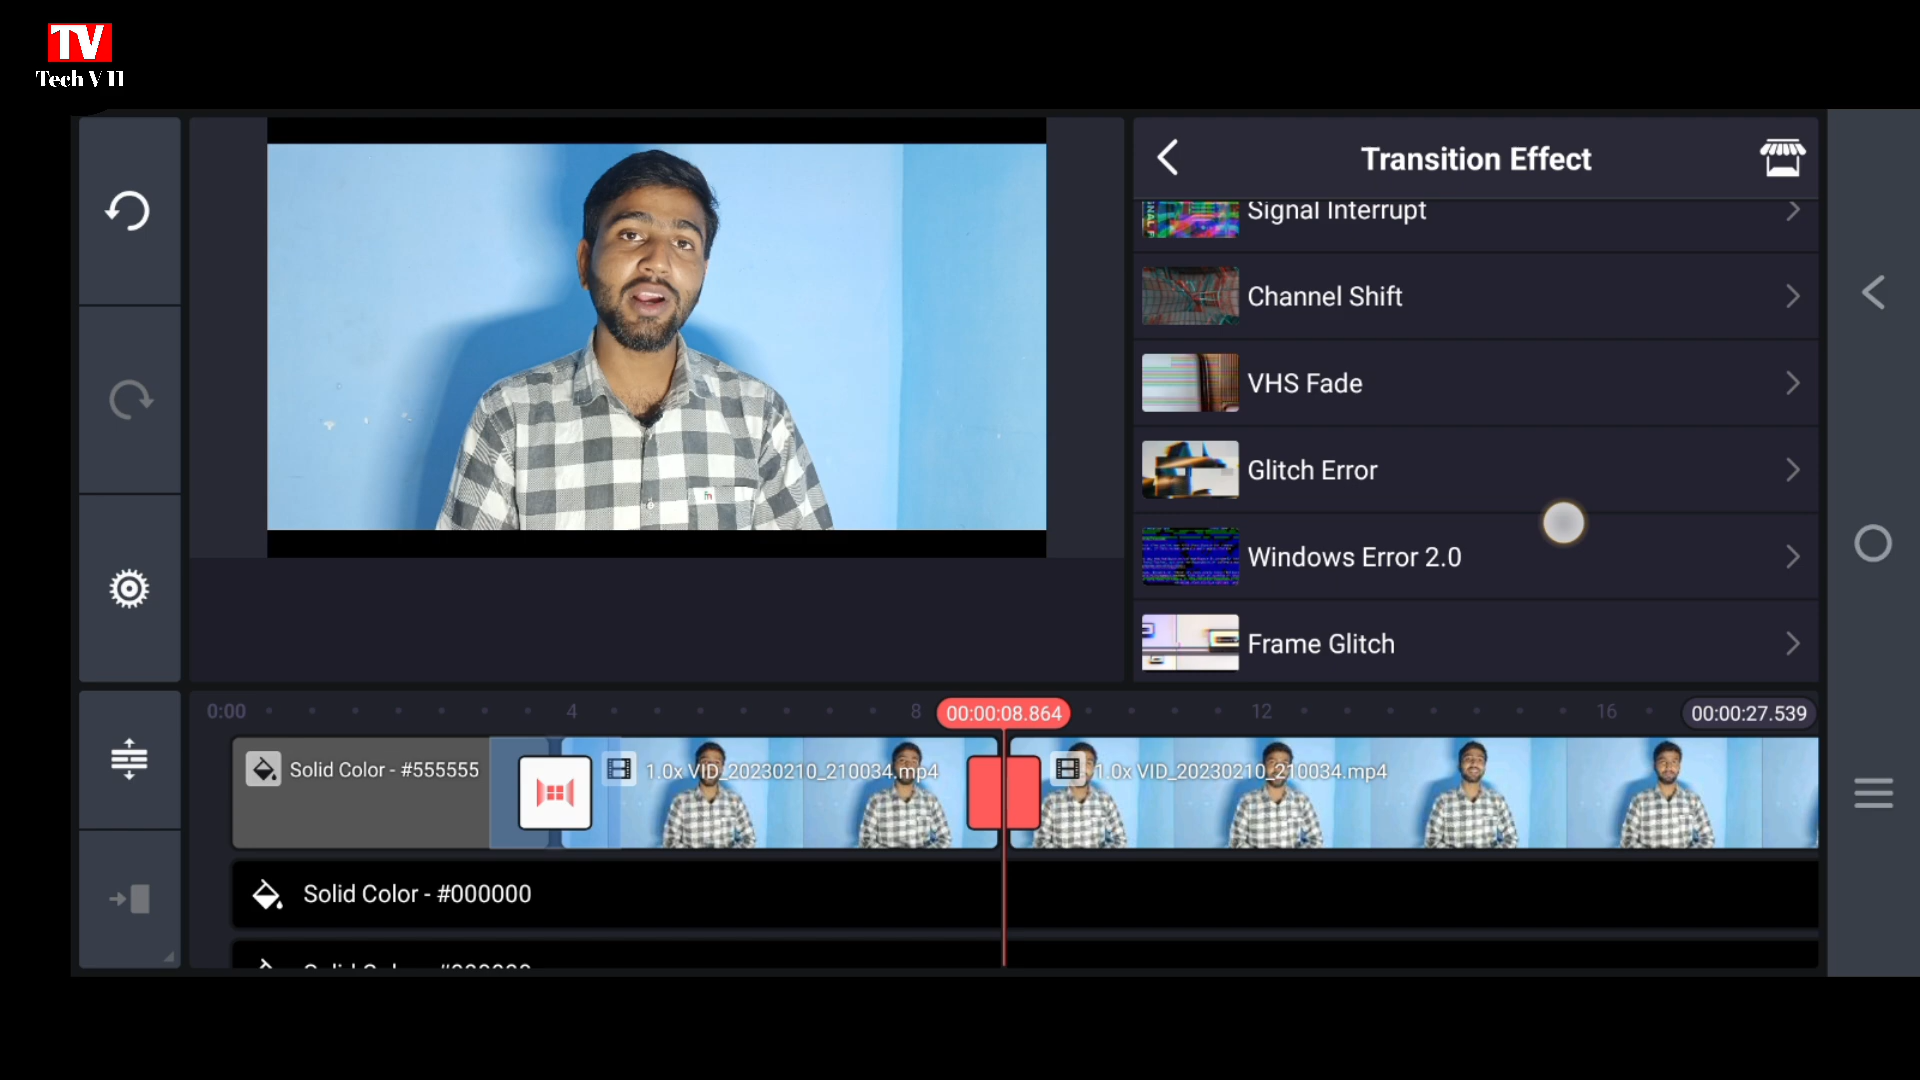 TV
Tech V II
Transition Effect
Signal Interrupt
Channel Shift
VHS Fade
Glitch Error
Windows Error 2.0
Frame Glitch
0:00
4
8
00:00:08.864
12
16
00:00:27.539
Solid Color - #555555
1.0x VID_20230210_210034.mp4
1.0x VID_20230210_210034.mp4
Solid Color - #000000